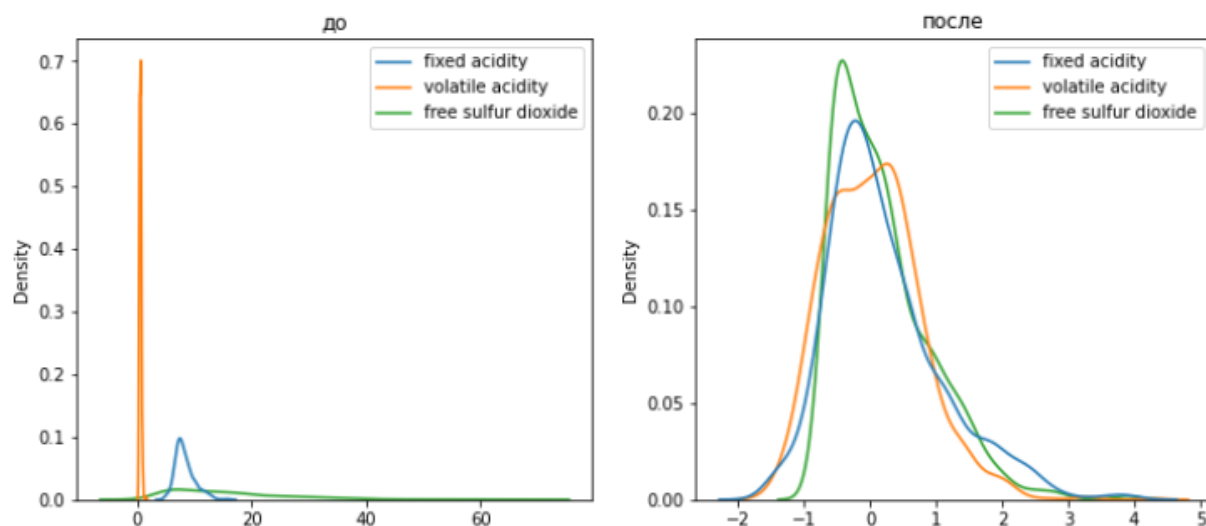 до
fixed acidity
volatile acidity
free sulfur dioxide
Density
0.7
0.6
0.5
0.4
0.3
0.2
0.1
0.0
0 20 40 60
после
fixed acidity
volatile acidity
free sulfur dioxide
Density
0.20
0.15
0.10
0.05
0.00
−2 −1 0 1 2 3 4 5